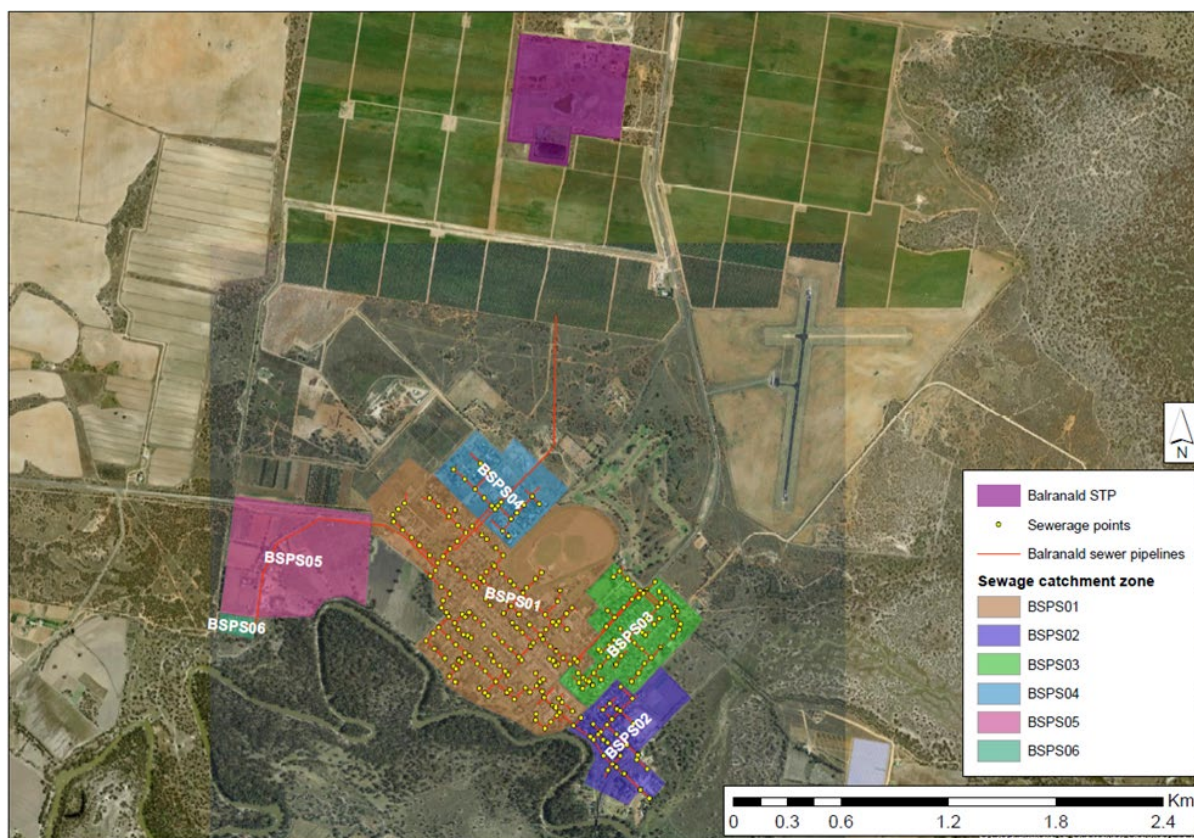 BSPS04
BSPS05
BSPS01
BSPS06
BSPS03
BSPS02
N
Balranald STP
Sewerage points
Balranald sewer pipelines
Sewage catchment zone
BSPS01
BSPS02
BSPS03
BSPS04
BSPS05
BSPS06
Km
0 0.3 0.6 1.2 1.8 2.4